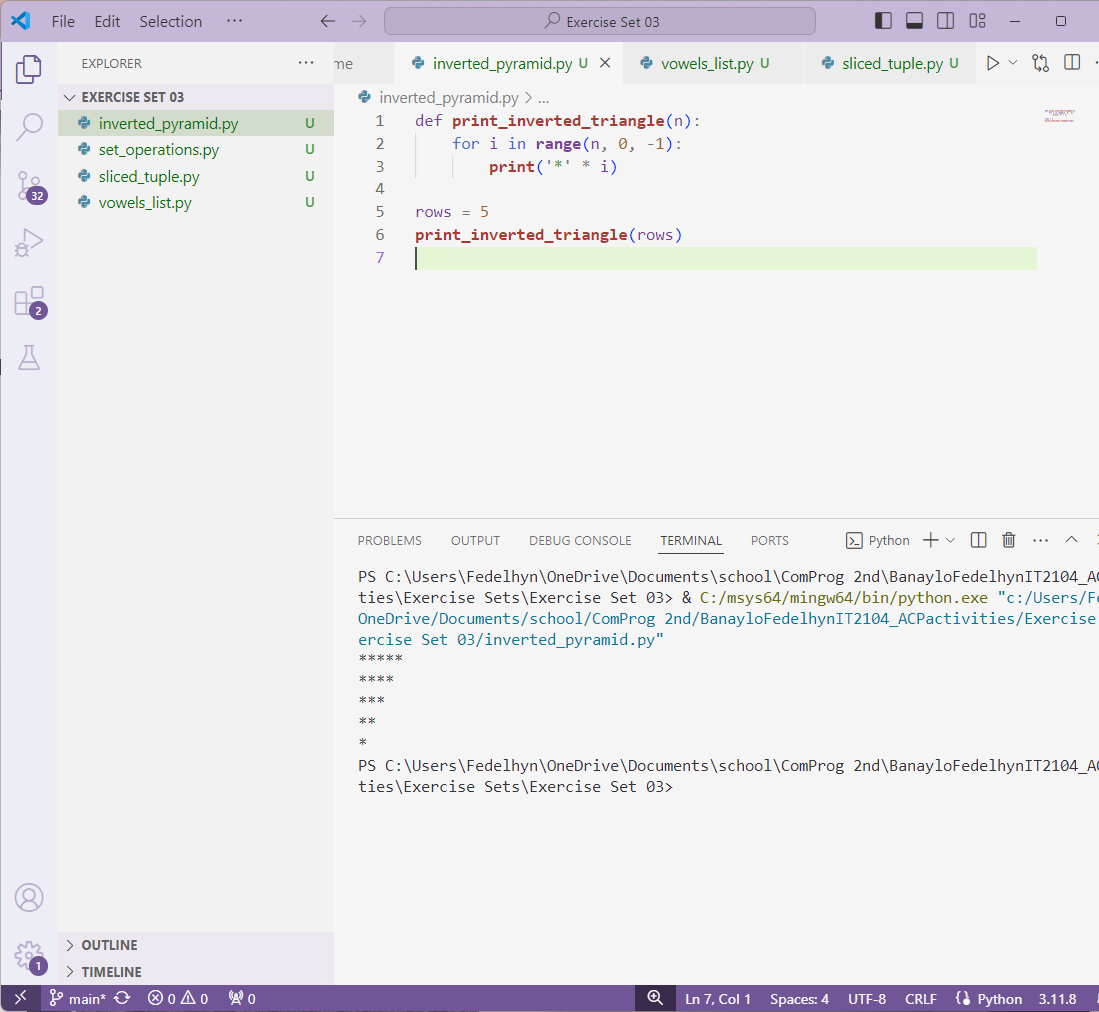 File Edit Selection ··· Exercise Set 03
EXPLORER ···
EXERCISE SET 03
inverted_pyramid.py U
set_operations.py U
sliced_tuple.py U
vowels_list.py U
32
2
1
OUTLINE
TIMELINE
me inverted_pyramid.py U vowels_list.py U sliced_tuple.py U
inverted_pyramid.py > ...
1 def print_inverted_triangle(n):
2     for i in range(n, 0, -1):
3         print('*' * i)
4
5 rows = 5
6 print_inverted_triangle(rows)
7
PROBLEMS OUTPUT DEBUG CONSOLE TERMINAL PORTS Python
PS C:\Users\Fedelhyn\OneDrive\Documents\school\ComProg 2nd\BanayloFedelhynIT2104_AC
ties\Exercise Sets\Exercise Set 03> & C:/msys64/mingw64/bin/python.exe "c:/Users/Fe
OneDrive/Documents/school/ComProg 2nd/BanayloFedelhynIT2104_ACPactivities/Exercise
ercise Set 03/inverted_pyramid.py"
*****
****
***
**
*
PS C:\Users\Fedelhyn\OneDrive\Documents\school\ComProg 2nd\BanayloFedelhynIT2104_AC
ties\Exercise Sets\Exercise Set 03>
main* 0 0 0 Ln 7, Col 1 Spaces: 4 UTF-8 CRLF Python 3.11.8